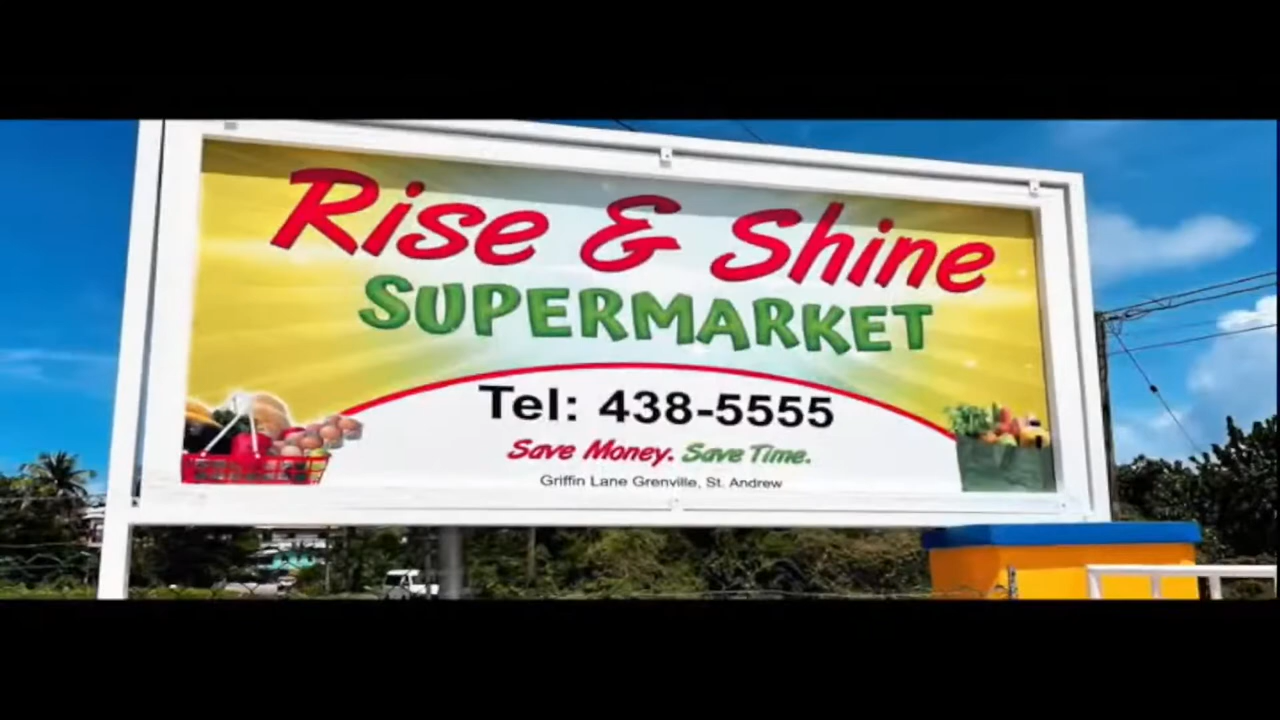 Rise & Shine
SUPERMARKET
Tel: 438-5555
Save Money. Save Time.
Griffin Lane Grenville, St. Andrew